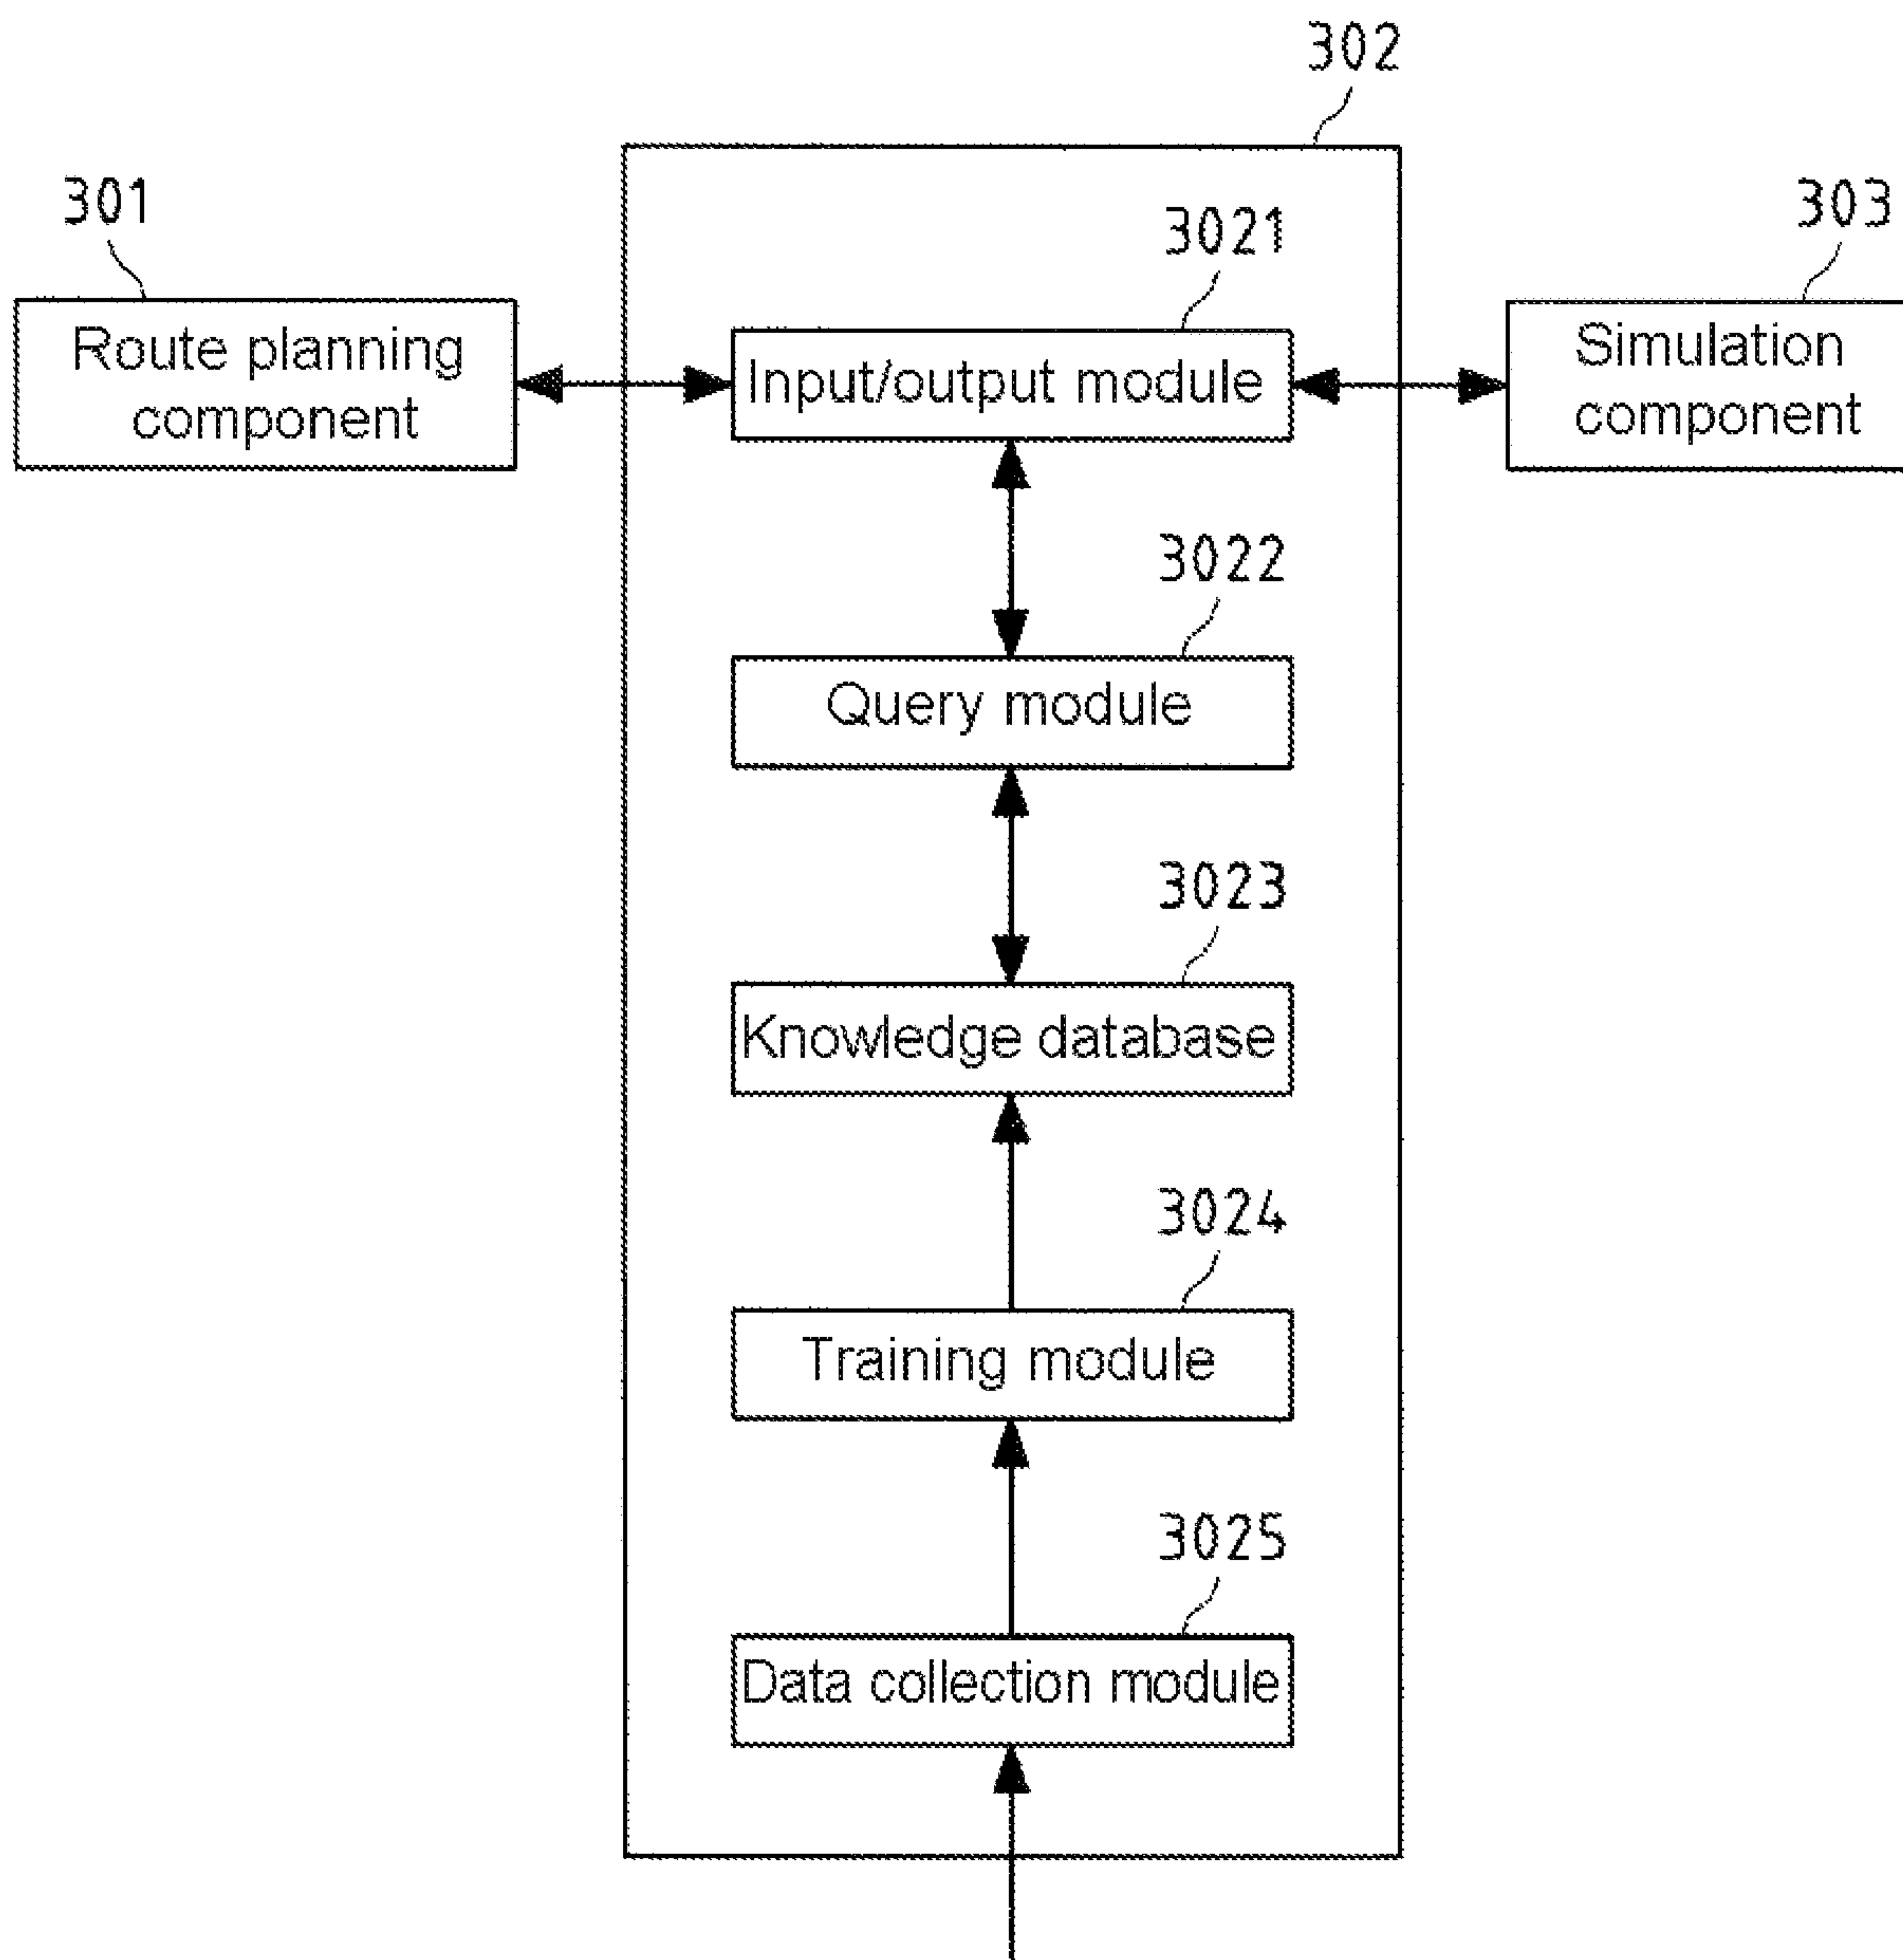 302
301
3021
303
Route planning
component
Input/output module
Simulation
component
3022
Query module
3023
Knowledge database
3024
Training module
3025
Data collection module